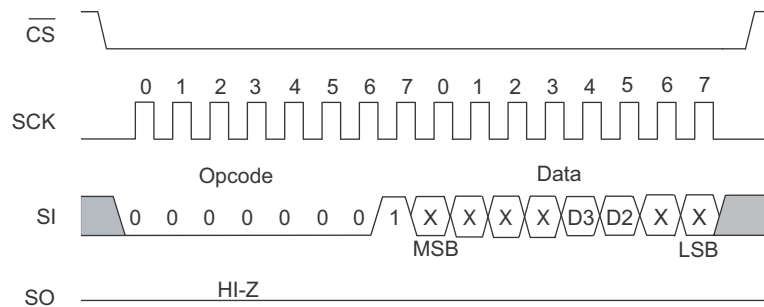 CS
0 1 2 3 4 5 6 7 0 1 2 3 4 5 6 7
SCK
Opcode Data
SI 0 0 0 0 0 0 0 1 X X X X D3 D2 X X
MSB LSB
HI-Z
SO